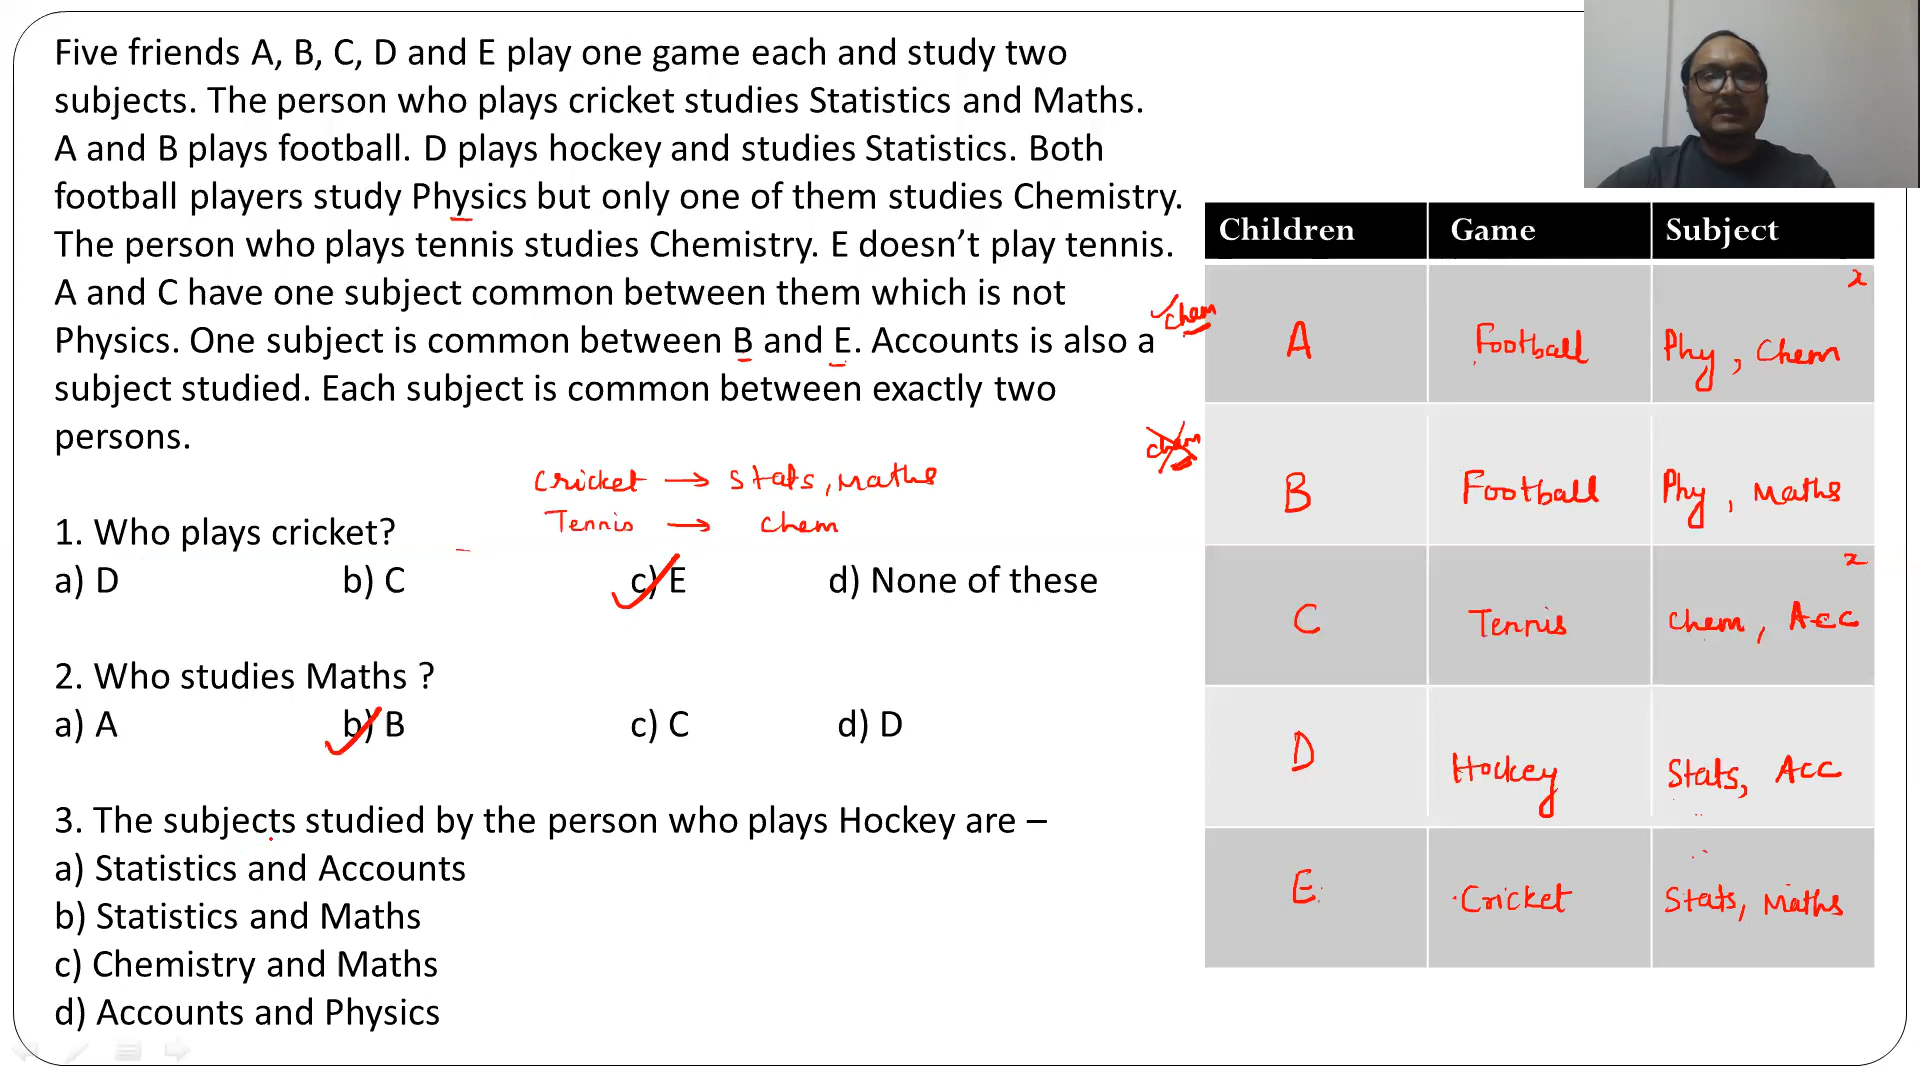 Five friends A, B, C, D and E play one game each and study two
subjects. The person who plays cricket studies Statistics and Maths.
A and B plays football. D plays hockey and studies Statistics. Both
football players study Physics but only one of them studies Chemistry.
The person who plays tennis studies Chemistry. E doesn’t play tennis.
A and C have one subject common between them which is not
Physics. One subject is common between B and E. Accounts is also a
subject studied. Each subject is common between exactly two
persons.
Cricket → Stats, Maths
Tennis → Chem
1. Who plays cricket?
a) D b) C c) E d) None of these
2. Who studies Maths ?
a) A b) B c) C d) D
3. The subjects studied by the person who plays Hockey are –
a) Statistics and Accounts
b) Statistics and Maths
c) Chemistry and Maths
d) Accounts and Physics
Children Game Subject
x
chem
A Football Phy, Chem
chem
B Football Phy, Maths
x
C Tennis Chem, Acc
D Hockey Stats, Acc
E Cricket Stats, Maths